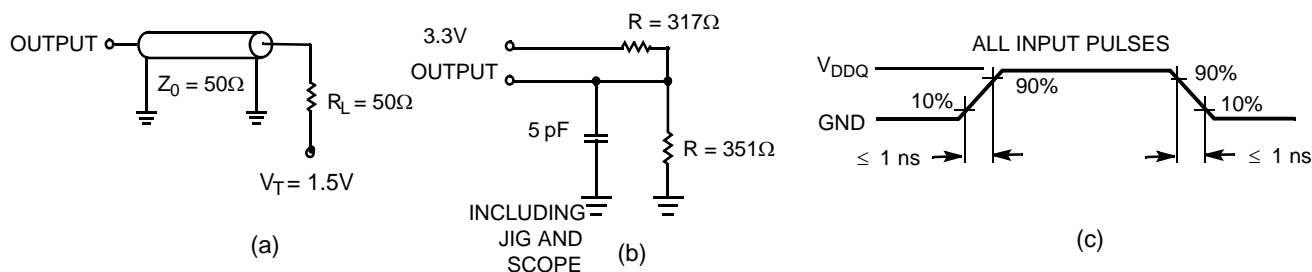 OUTPUT
Z0 = 50Ω
RL = 50Ω
VT = 1.5V
(a)
R = 317Ω
3.3V
OUTPUT
5 pF
R = 351Ω
INCLUDING
JIG AND
SCOPE
(b)
ALL INPUT PULSES
VDDQ
GND
10%
90%
90%
10%
≤ 1 ns
≤ 1 ns
(c)